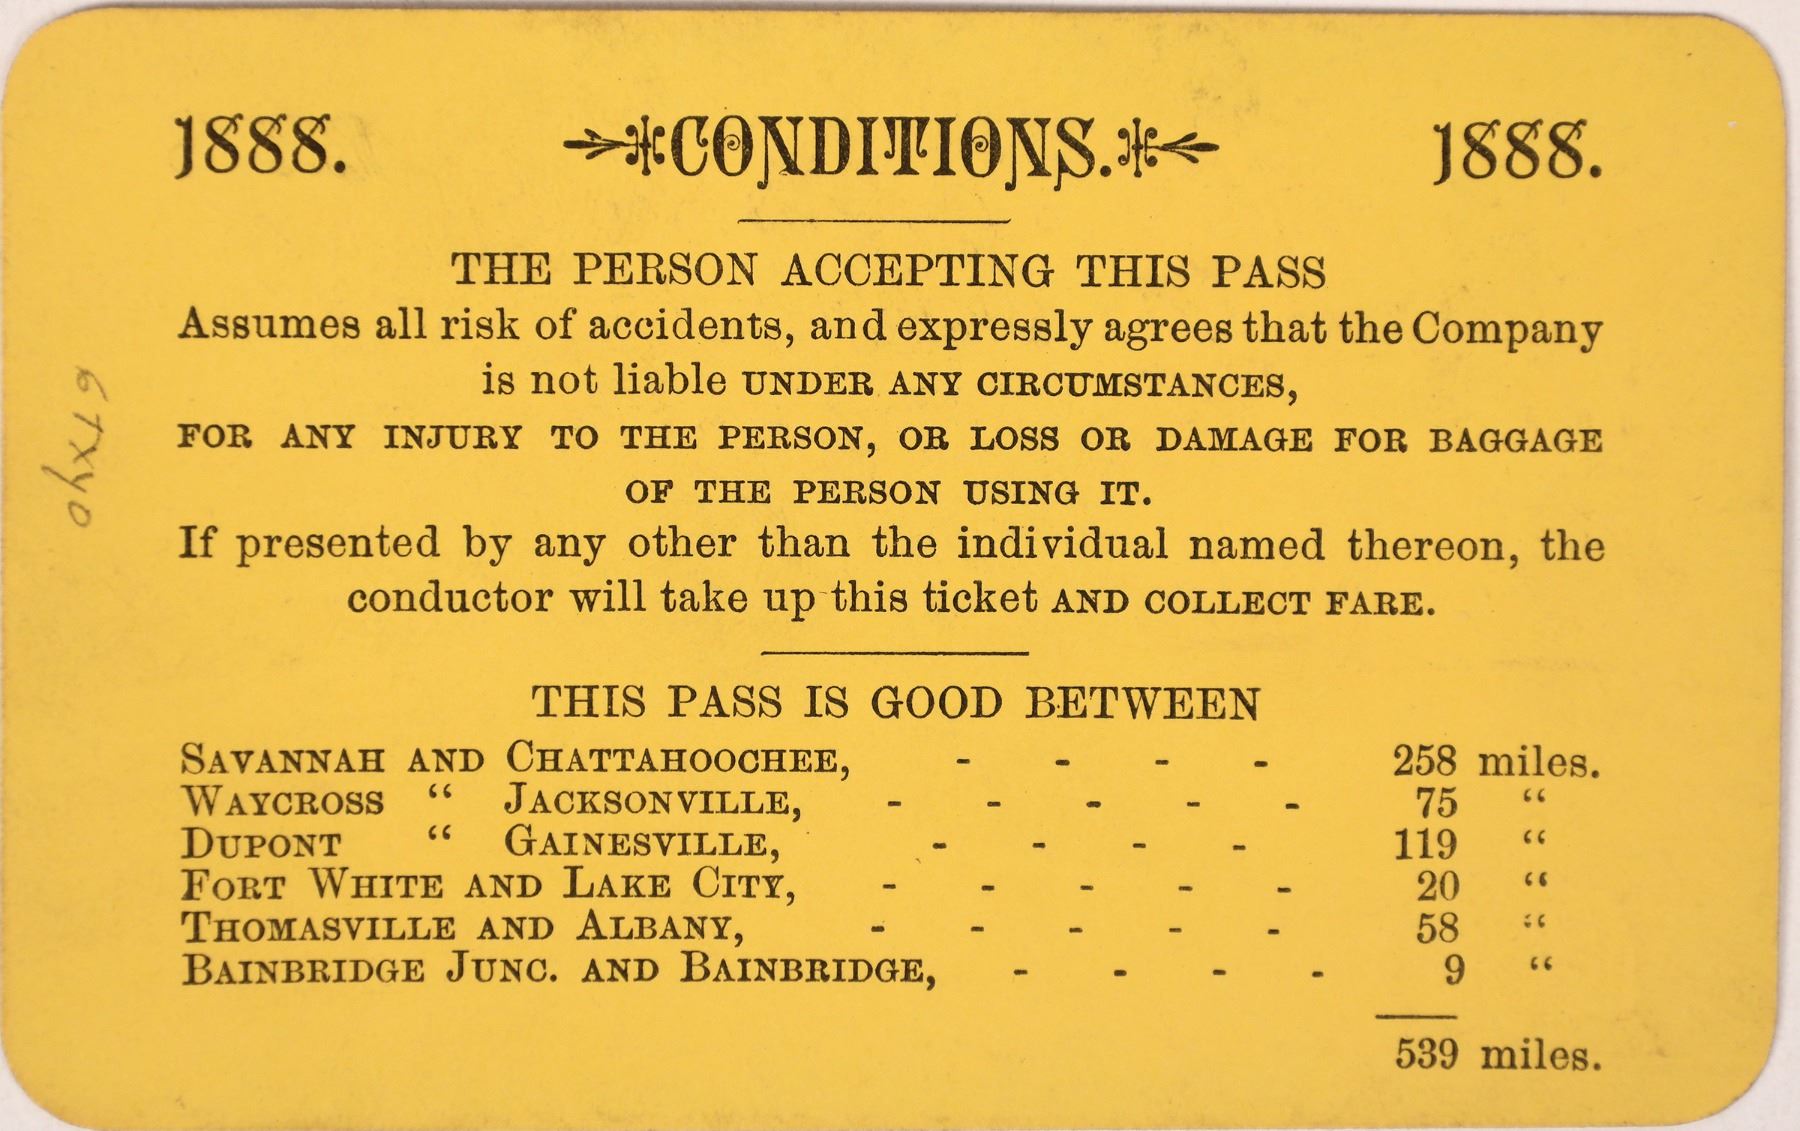 1888. CONDITIONS. 1888.
THE PERSON ACCEPTING THIS PASS
Assumes all risk of accidents, and expressly agrees that the Company
is not liable UNDER ANY CIRCUMSTANCES,
FOR ANY INJURY TO THE PERSON, OR LOSS OR DAMAGE FOR BAGGAGE
OF THE PERSON USING IT.
If presented by any other than the individual named thereon, the
conductor will take up this ticket AND COLLECT FARE.
THIS PASS IS GOOD BETWEEN
SAVANNAH AND CHATTAHOOCHEE, - - - - 258 miles.
WAYCROSS “ JACKSONVILLE, - - - - - 75 “
DUPONT “ GAINESVILLE, - - - - 119 “
FORT WHITE AND LAKE CITY, - - - - - 20 “
THOMASVILLE AND ALBANY, - - - - - 58 “
BAINBRIDGE JUNC. AND BAINBRIDGE, - - - - 9 “
539 miles.